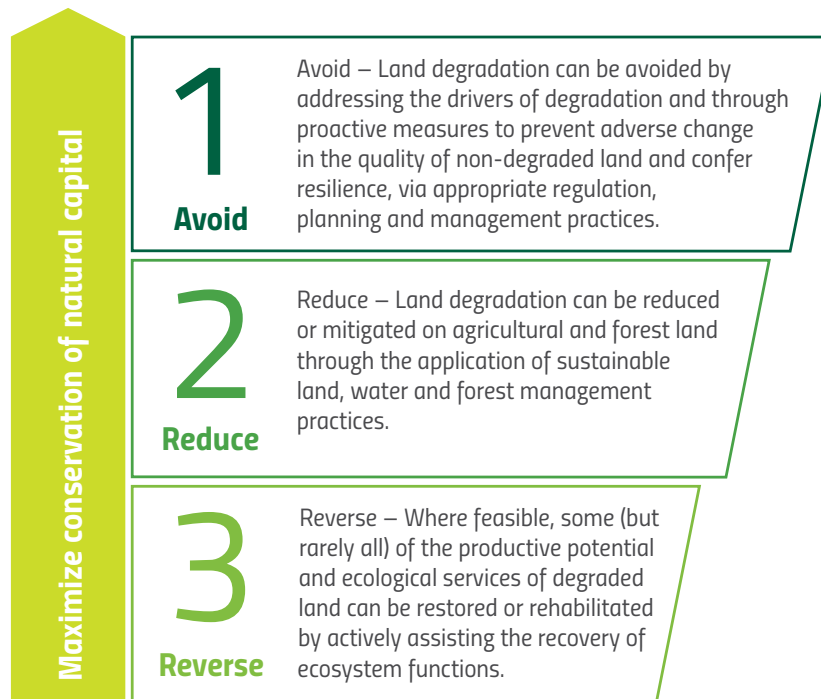 Maximize conservation of natural capital
1
Avoid
Avoid – Land degradation can be avoided by
addressing the drivers of degradation and through
proactive measures to prevent adverse change
in the quality of non-degraded land and confer
resilience, via appropriate regulation,
planning and management practices.
2
Reduce
Reduce – Land degradation can be reduced
or mitigated on agricultural and forest land
through the application of sustainable
land, water and forest management
practices.
3
Reverse
Reverse – Where feasible, some (but
rarely all) of the productive potential
and ecological services of degraded
land can be restored or rehabilitated
by actively assisting the recovery of
ecosystem functions.